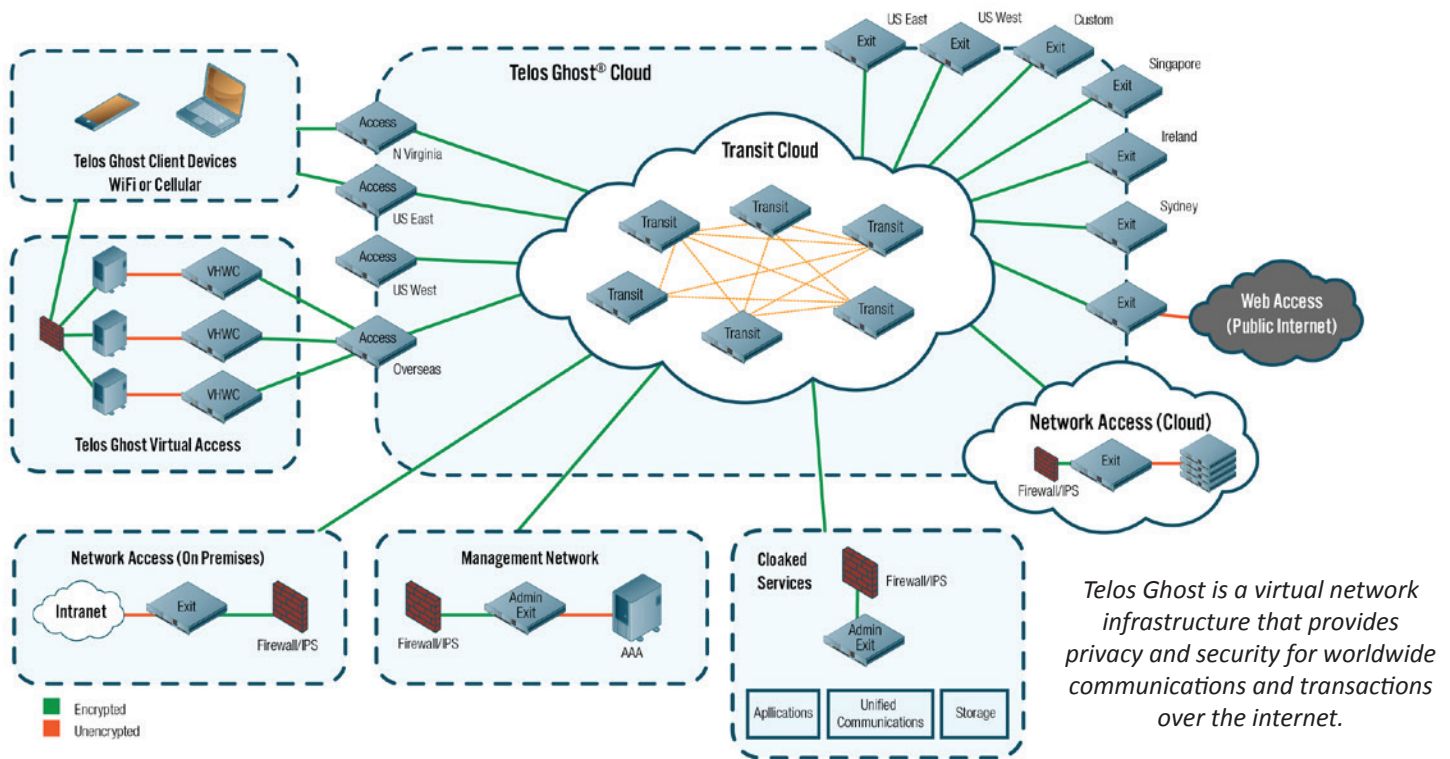 Telos Ghost® Cloud
US East
Exit
US West
Exit
Custom
Exit
Singapore
Exit
Ireland
Exit
Sydney
Exit
Exit
Web Access
(Public Internet)
Telos Ghost Client Devices
WiFi or Cellular
Access
N Virginia
Access
US East
Access
US West
Access
Overseas
Transit Cloud
Transit
Transit
Transit
Transit
Transit
Transit
VHWC
VHWC
VHWC
Telos Ghost Virtual Access
Network Access (Cloud)
Exit
Firewall/IPS
Network Access (On Premises)
Intranet
Exit
Firewall/IPS
Management Network
Admin
Exit
Firewall/IPS
AAA
Cloaked
Services
Firewall/IPS
Admin
Exit
Apllications
Unified
Communications
Storage
Encrypted
Unencrypted
Telos Ghost is a virtual network
infrastructure that provides
privacy and security for worldwide
communications and transactions
over the internet.